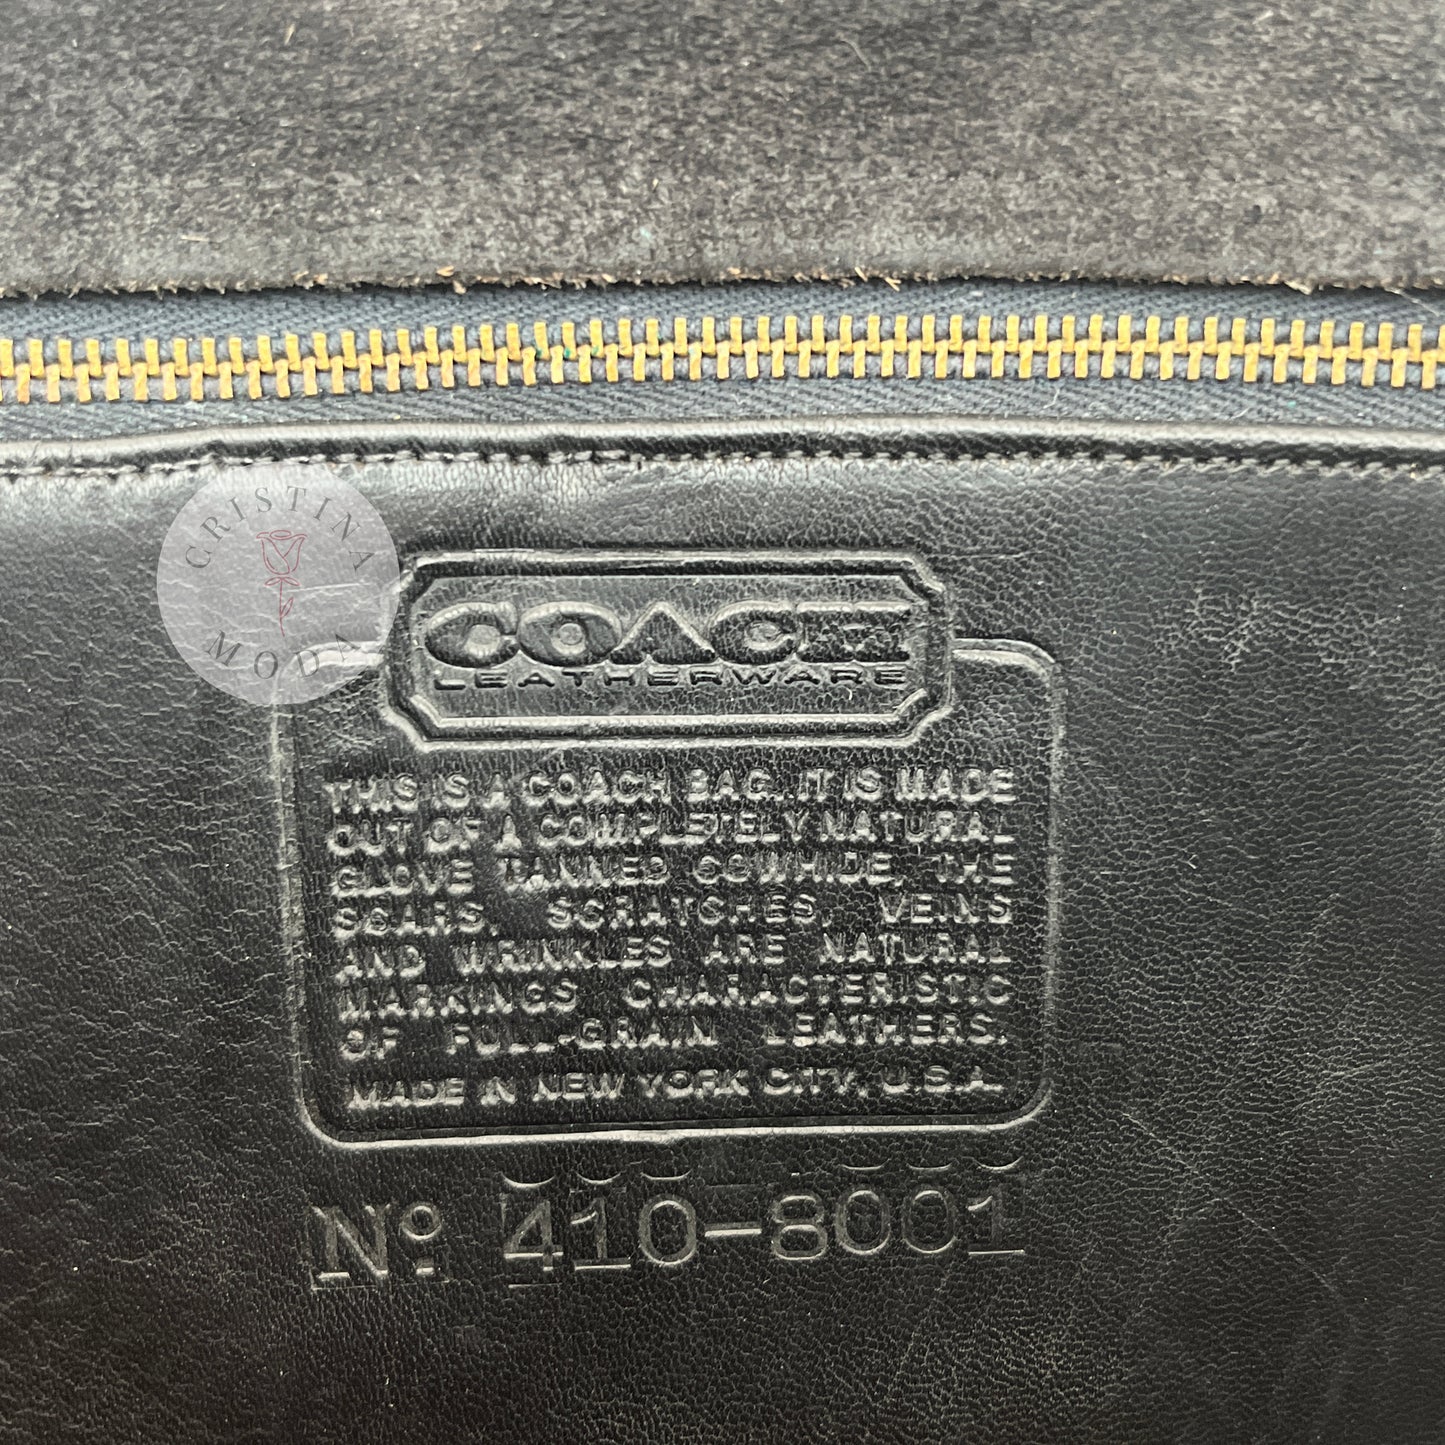 CRISTINA
MODA
COACH
LEATHERWARE
THIS IS A COACH BAG. IT IS MADE
OUT OF A COMPLETELY NATURAL
GLOVE TANNED COWHIDE, THE
SCARS, SCRATCHES, VEINS
AND WRINKLES ARE NATURAL
MARKINGS CHARACTERISTIC
OF FULL-GRAIN LEATHERS.
MADE IN NEW YORK CITY, U.S.A.
Nº 410-8001